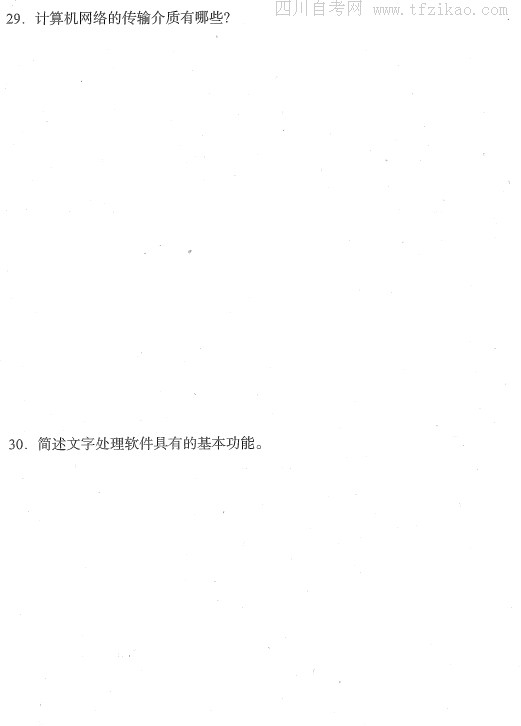 四川自考网
www.tfzikao.com
29. 计算机网络的传输介质有哪些?
30. 简述文字处理软件具有的基本功能。